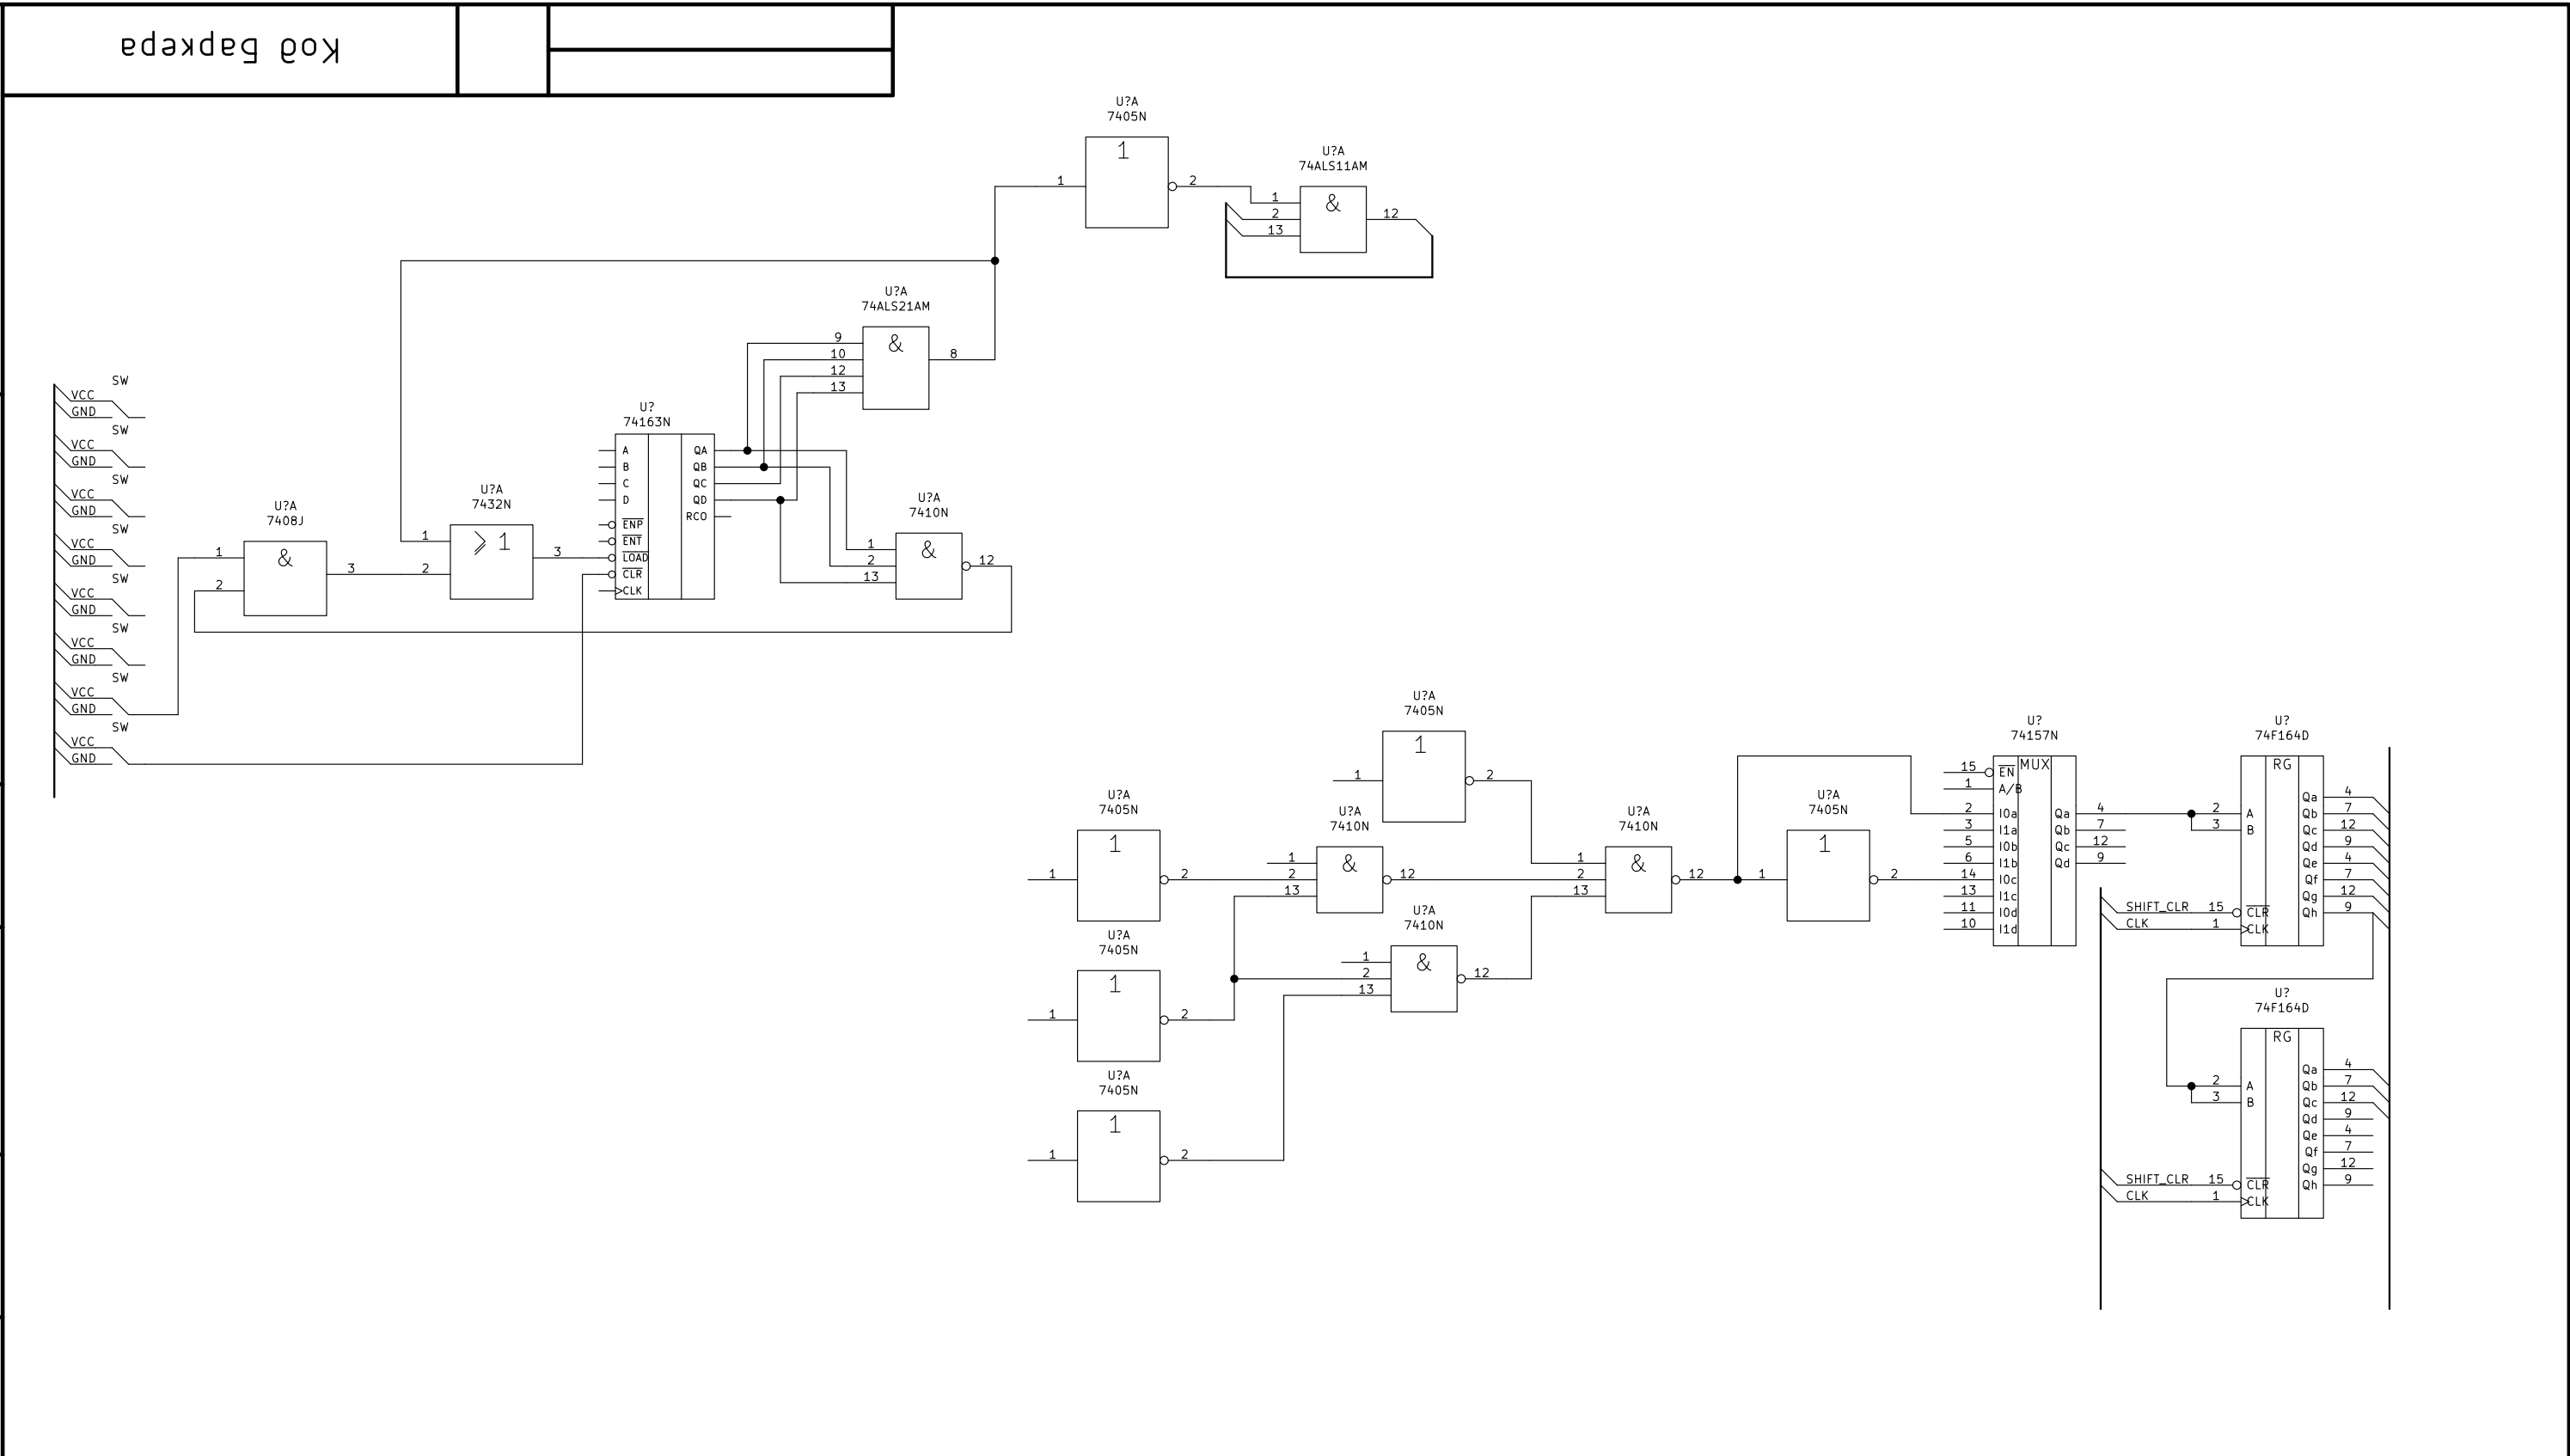 Код Баркера
U?A
7405N
1
1
2
U?A
74ALS11AM
&
1
2
13
12
U?A
74ALS21AM
&
9
10
12
13
8
SW
VCC
GND
SW
VCC
GND
SW
VCC
GND
SW
VCC
GND
SW
VCC
GND
SW
VCC
GND
SW
VCC
GND
SW
VCC
GND
U?A
7408J
&
1
2
3
U?A
7432N
⩾ 1
1
2
3
U?
74163N
A QA
B QB
C QC
D QD
RCO
ENP
ENT
LOAD
CLR
CLK
U?A
7410N
&
1
2
13
12
U?A
7405N
1
1
2
U?A
7405N
1
1
2
U?A
7405N
1
1
2
U?A
7405N
1
1
2
U?A
7410N
&
1
2
13
12
U?A
7410N
&
1
2
13
12
U?A
7410N
&
1
2
13
12
U?A
7405N
1
1
2
U?
74157N
MUX
15 EN
1 A/B
2 I0a Qa 4
3 I1a Qb 7
5 I0b Qc 12
6 I1b Qd 9
14 I0c
13 I1c
11 I0d
10 I1d
U?
74F164D
RG
Qa 4
2 A Qb 7
3 B Qc 12
Qd 9
Qe 4
Qf 7
Qg 12
SHIFT_CLR 15 CLR Qh 9
CLK 1 CLK
U?
74F164D
RG
Qa 4
2 A Qb 7
3 B Qc 12
Qd 9
Qe 4
Qf 7
Qg 12
SHIFT_CLR 15 CLR Qh 9
CLK 1 CLK